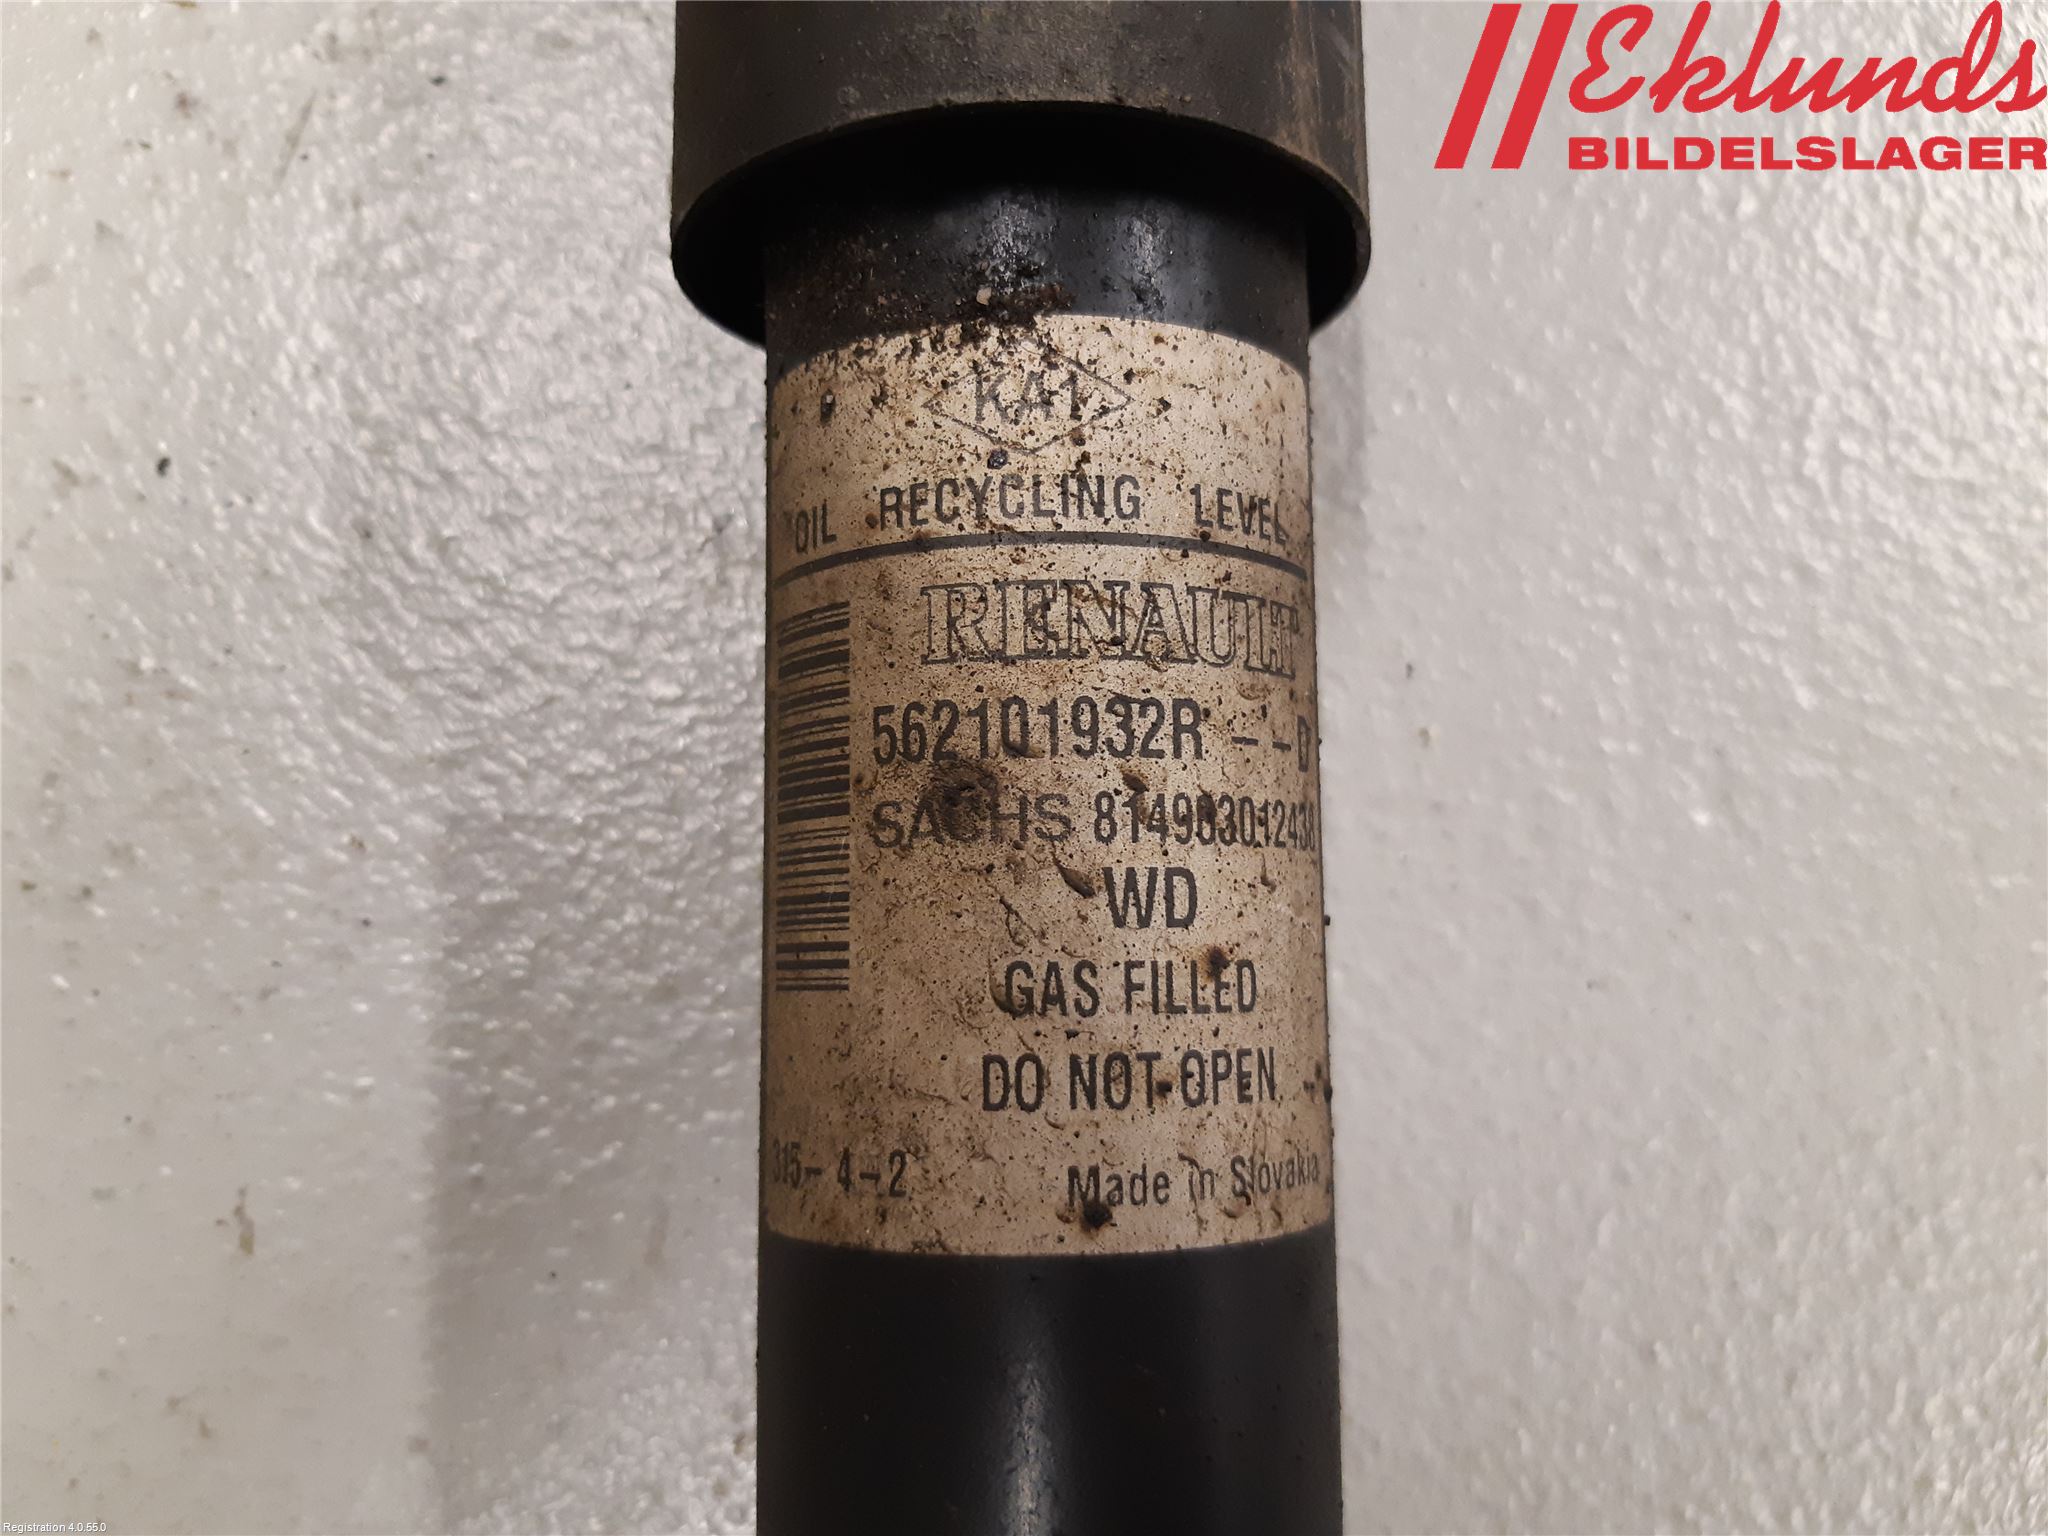 Eklunds
BILDELSLAGER
KA1
OIL RECYCLING LEVEL
RENAULT
562101932R --D
SACHS 814903012438
WD
GAS FILLED
DO NOT OPEN -
315-4-2
Made in Slovakia
Registration 4.0.55.0